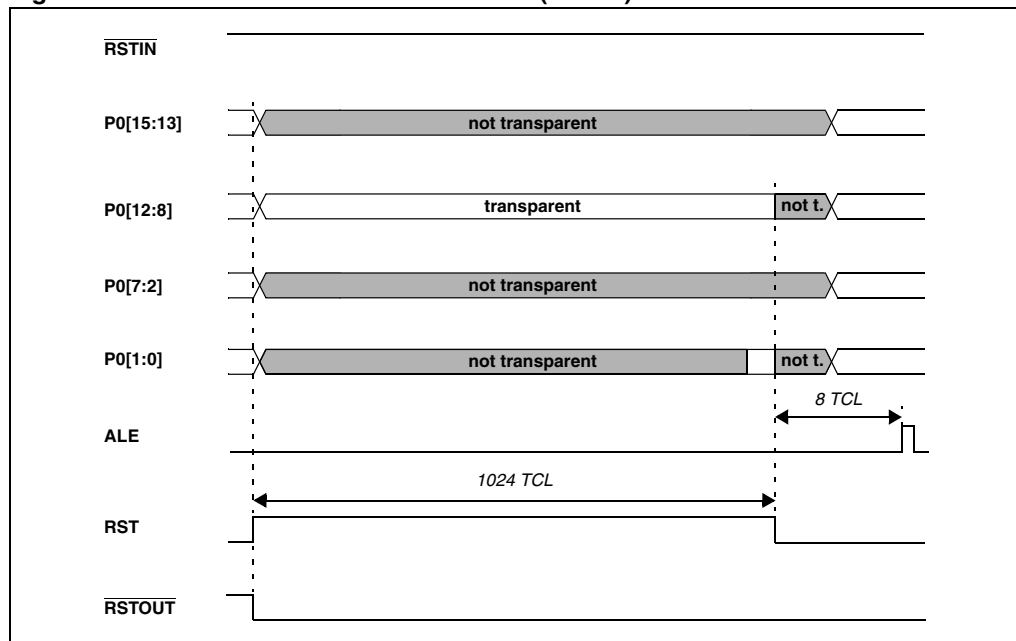 RSTIN
P0[15:13]
not transparent
P0[12:8]
transparent
not t.
P0[7:2]
not transparent
P0[1:0]
not transparent
not t.
8 TCL
ALE
1024 TCL
RST
RSTOUT